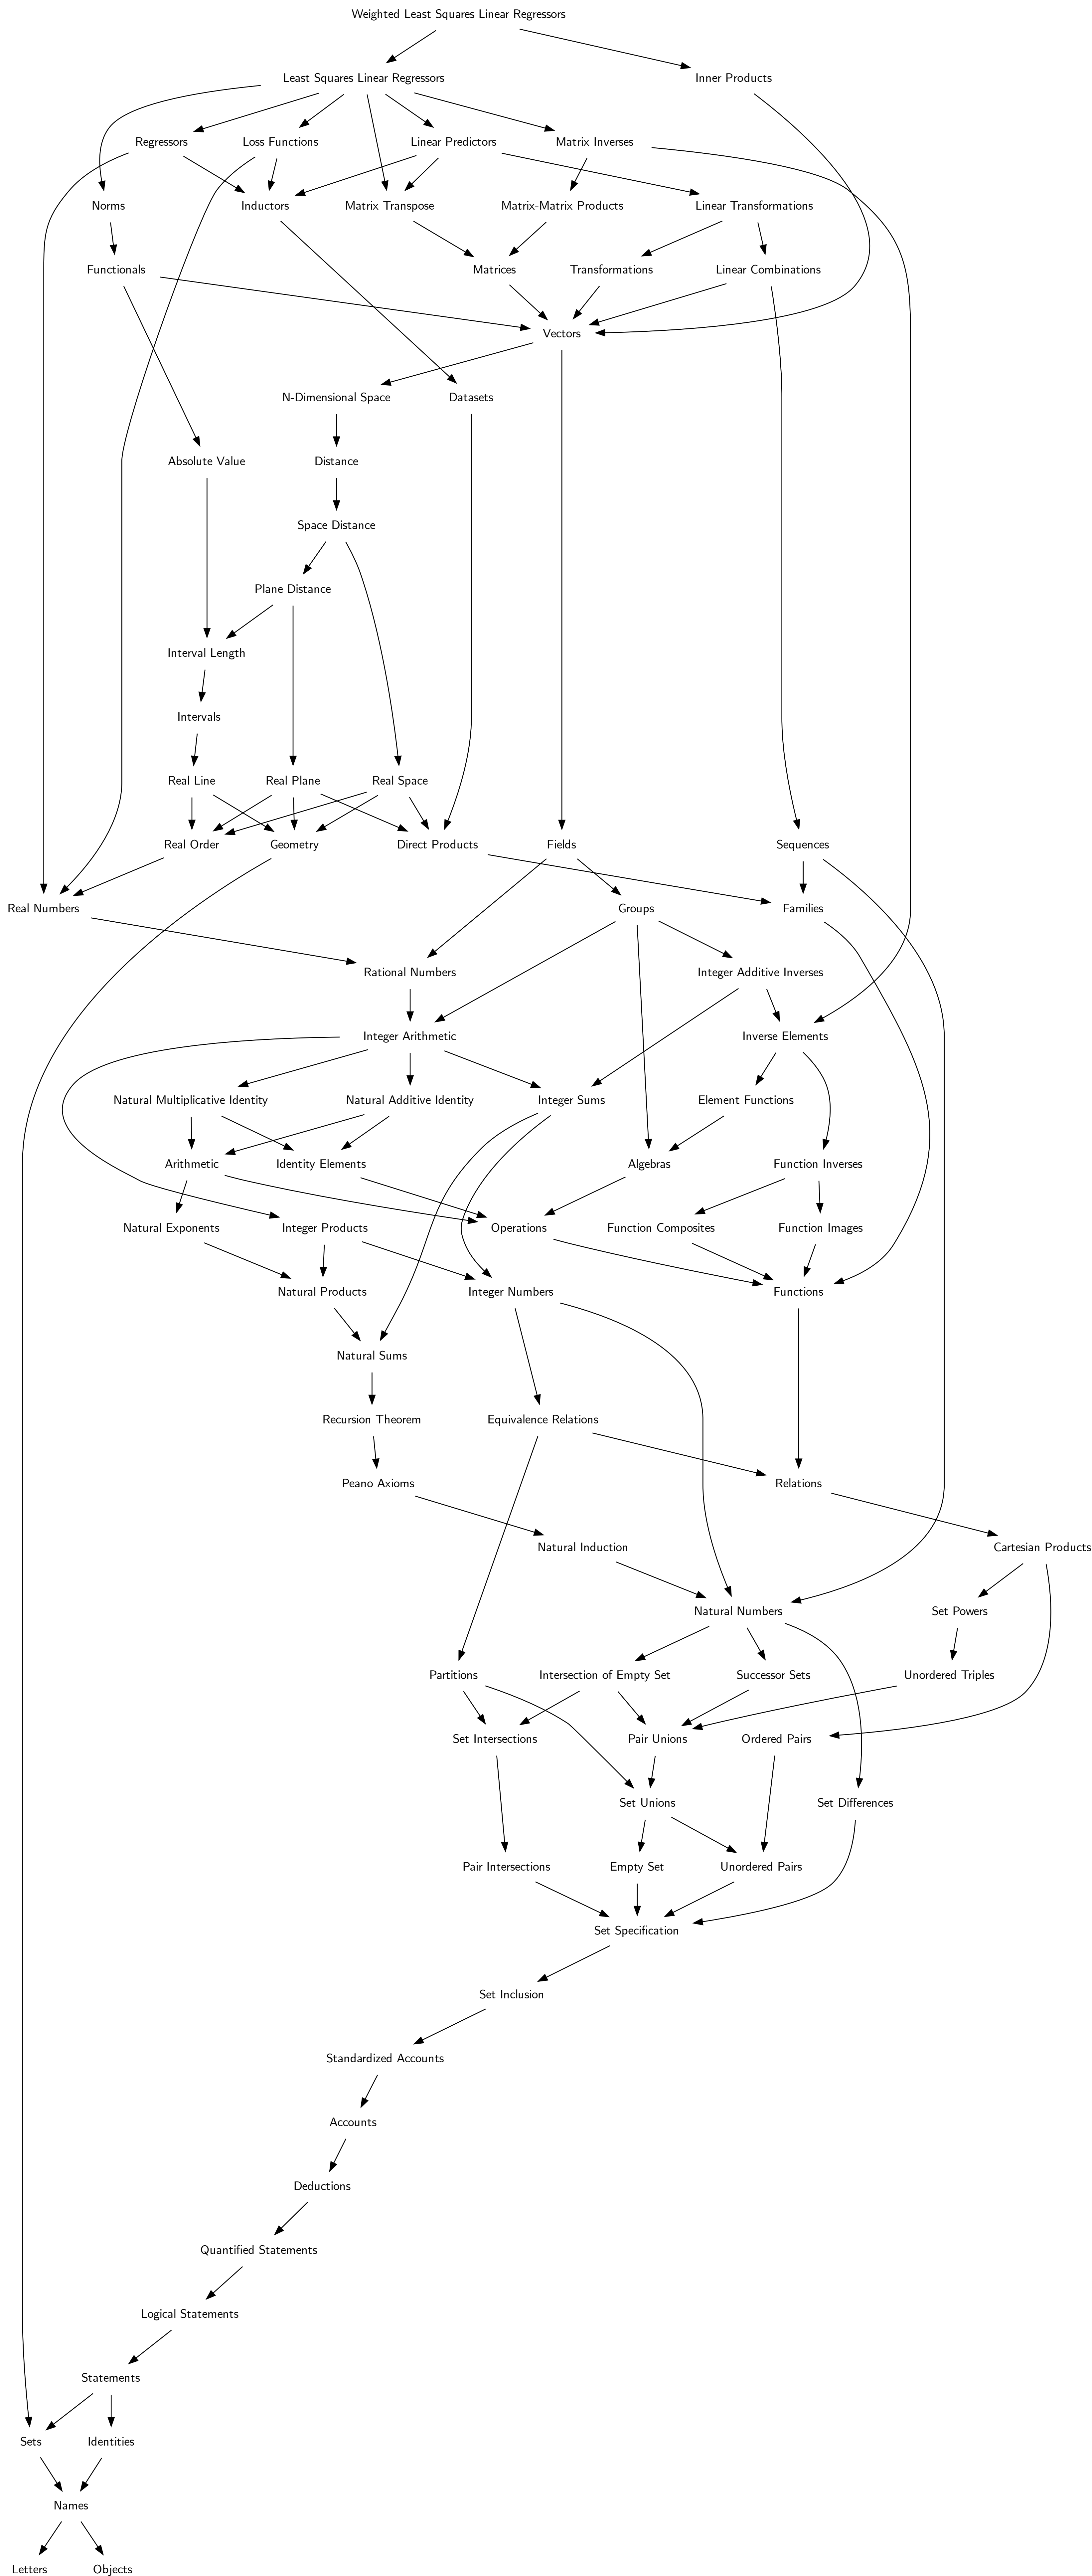 Weighted Least Squares Linear Regressors
Least Squares Linear Regressors
Inner Products
Regressors
Loss Functions
Linear Predictors
Matrix Inverses
Norms
Inductors
Matrix Transpose
Matrix-Matrix Products
Linear Transformations
Functionals
Matrices
Transformations
Linear Combinations
Vectors
N-Dimensional Space
Datasets
Absolute Value
Distance
Space Distance
Plane Distance
Interval Length
Intervals
Real Line
Real Plane
Real Space
Real Order
Geometry
Direct Products
Fields
Sequences
Real Numbers
Groups
Families
Rational Numbers
Integer Additive Inverses
Integer Arithmetic
Inverse Elements
Natural Multiplicative Identity
Natural Additive Identity
Integer Sums
Element Functions
Arithmetic
Identity Elements
Algebras
Function Inverses
Natural Exponents
Integer Products
Operations
Function Composites
Function Images
Natural Products
Integer Numbers
Functions
Natural Sums
Recursion Theorem
Equivalence Relations
Peano Axioms
Relations
Natural Induction
Cartesian Products
Natural Numbers
Set Powers
Partitions
Intersection of Empty Set
Successor Sets
Unordered Triples
Set Intersections
Pair Unions
Ordered Pairs
Set Unions
Set Differences
Pair Intersections
Empty Set
Unordered Pairs
Set Specification
Set Inclusion
Standardized Accounts
Accounts
Deductions
Quantified Statements
Logical Statements
Statements
Sets
Identities
Names
Letters
Objects